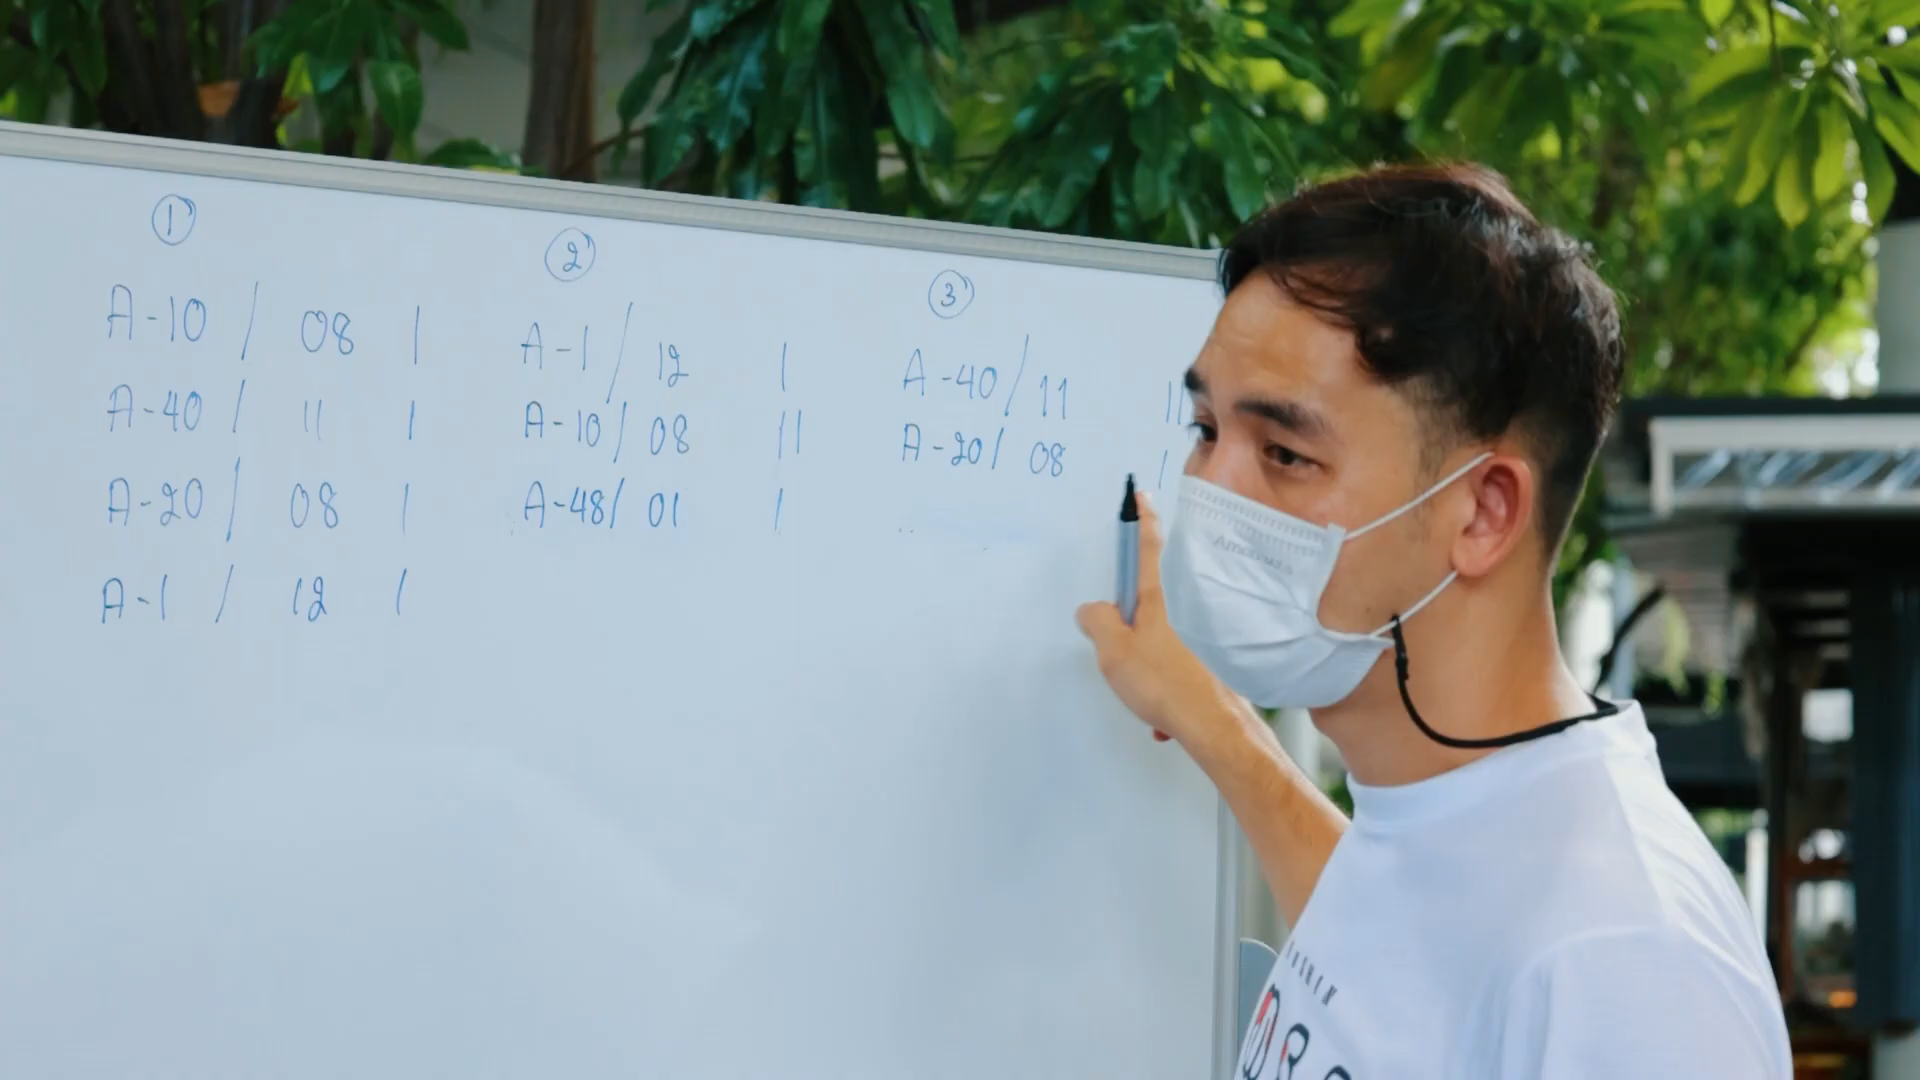 ①
A-10 / 08 |
A-40 / 11 |
A-20 / 08 |
A-1 / 12 |
②
A-1 / 12 |
A-10 / 08 ||
A-48 / 01 |
③
A-40 / 11 ||
A-20 / 08 |